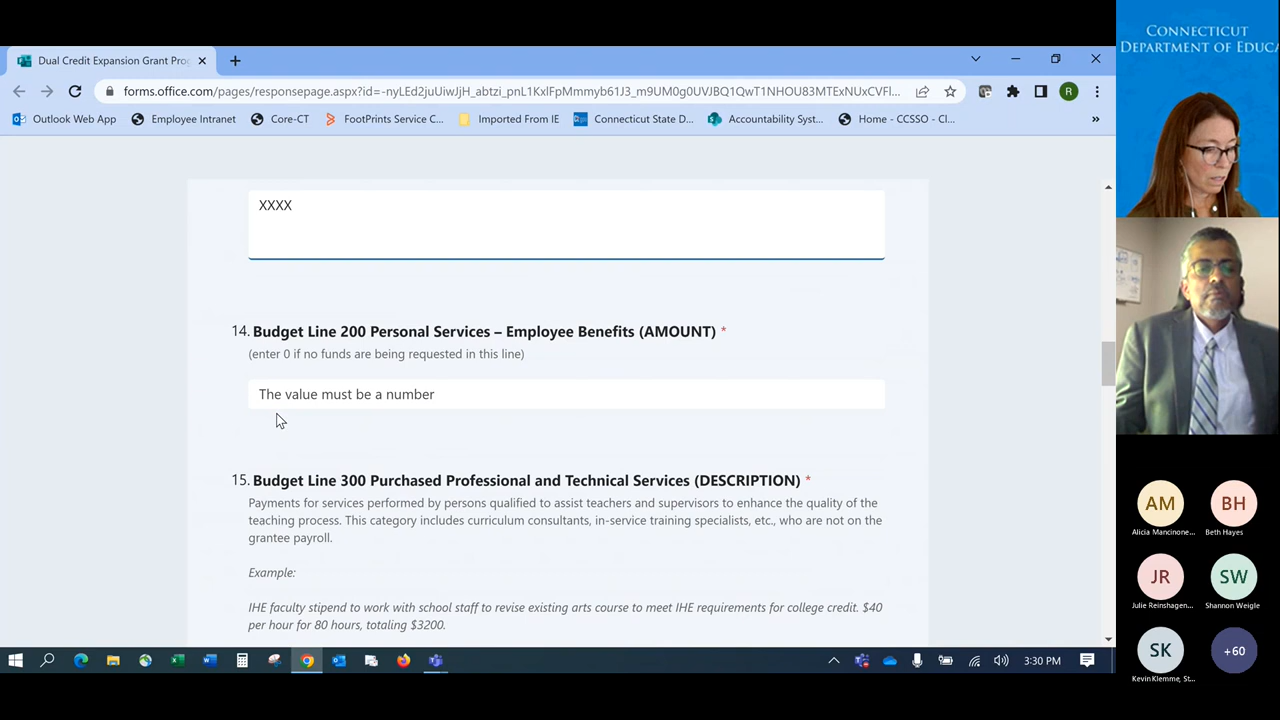 CONNECTICUT
DEPARTMENT OF EDUCA
Dual Credit Expansion Grant Pro
forms.office.com/pages/responsepage.aspx?id=-nyLEd2juUiwJjH_abtzi_pnL1KxlFpMmmyb61J3_m9UM0g0UVJBQ1QwT1NHOU83MTExNUxCVFl...
R
Outlook Web App
Employee Intranet
Core-CT
FootPrints Service C...
Imported From IE
Connecticut State D...
Accountability Syst...
Home - CCSSO - Cl...
»
XXXX
14. Budget Line 200 Personal Services – Employee Benefits (AMOUNT) *
(enter 0 if no funds are being requested in this line)
The value must be a number
15. Budget Line 300 Purchased Professional and Technical Services (DESCRIPTION) *
Payments for services performed by persons qualified to assist teachers and supervisors to enhance the quality of the
teaching process. This category includes curriculum consultants, in-service training specialists, etc., who are not on the
grantee payroll.
Example:
IHE faculty stipend to work with school staff to revise existing arts course to meet IHE requirements for college credit. $40
per hour for 80 hours, totaling $3200.
3:30 PM
AM
Alicia Mancinone...
BH
Beth Hayes
JR
Julie Reinshagen...
SW
Shannon Weigle
SK
KevinKlemme, St...
+60